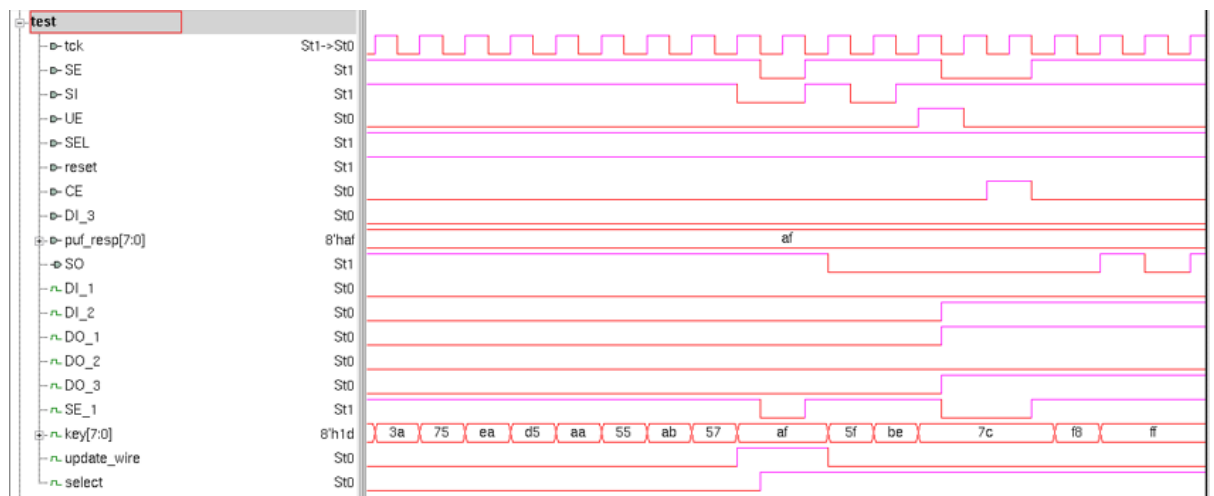 test
tck St1->St0
SE St1
SI St1
UE St0
SEL St1
reset St1
CE St0
DI_3 St0
puf_resp[7:0] 8'haf af
SO St1
DI_1 St0
DI_2 St0
DO_1 St0
DO_2 St0
DO_3 St0
SE_1 St1
key[7:0] 8'h1d 3a 75 ea d5 aa 55 ab 57 af 5f be 7c f8 ff
update_wire St0
select St0